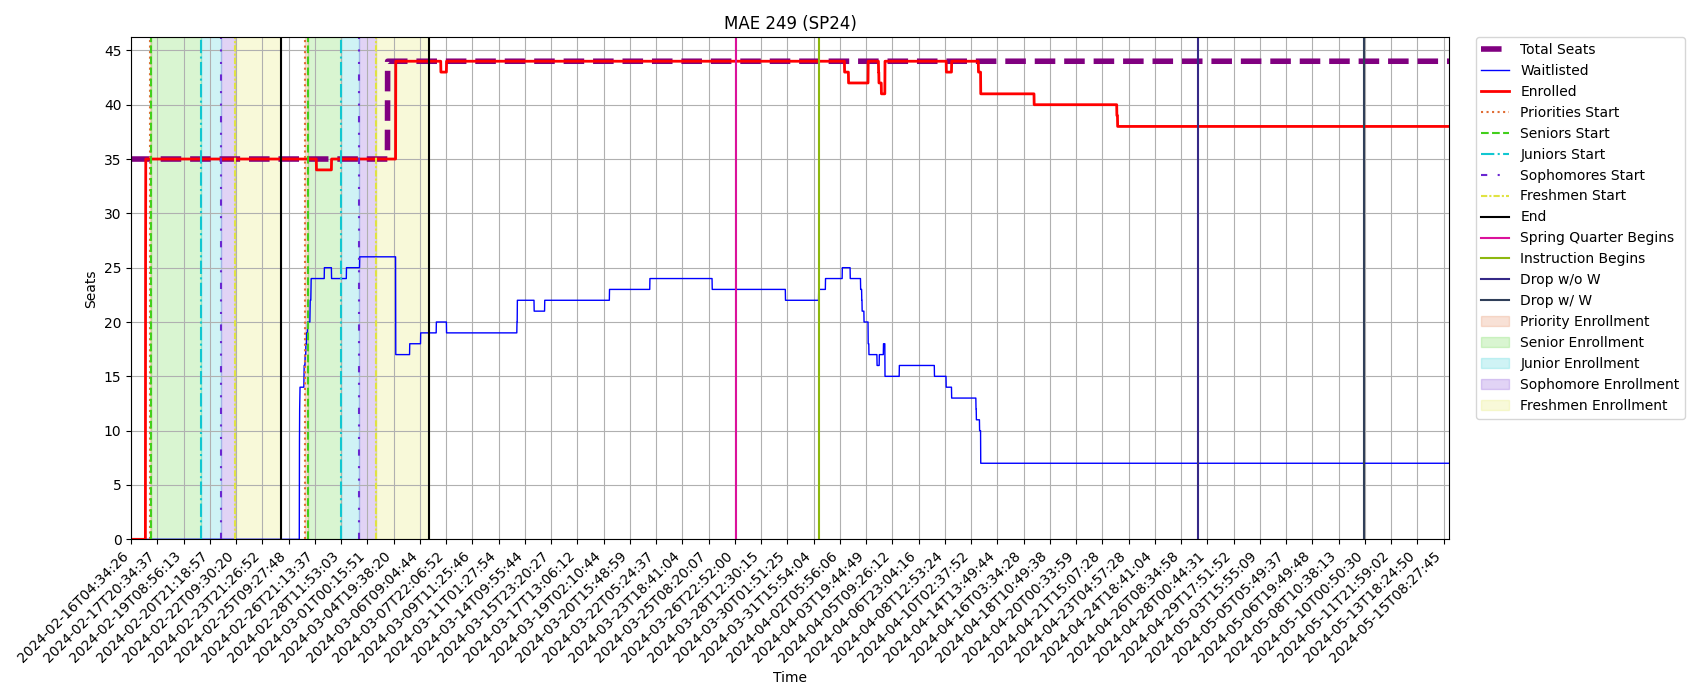 MAE 249 (SP24)
Seats
45
40
35
30
25
20
15
10
5
0
2024-02-16T04:34:26
2024-02-17T20:34:37
2024-02-19T08:56:13
2024-02-20T21:18:57
2024-02-22T09:30:20
2024-02-23T21:26:52
2024-02-25T09:27:48
2024-02-26T21:13:37
2024-02-28T11:53:03
2024-03-01T00:15:51
2024-03-04T19:38:20
2024-03-06T09:04:44
2024-03-07T22:06:52
2024-03-09T11:25:46
2024-03-11T01:27:54
2024-03-14T09:55:44
2024-03-15T23:20:27
2024-03-17T13:06:12
2024-03-19T02:10:44
2024-03-20T15:48:59
2024-03-22T05:24:37
2024-03-23T18:41:04
2024-03-25T08:20:07
2024-03-26T22:52:00
2024-03-28T12:30:15
2024-03-30T01:51:25
2024-03-31T15:54:04
2024-04-02T05:56:06
2024-04-03T19:44:49
2024-04-05T09:26:12
2024-04-06T23:04:16
2024-04-08T12:53:24
2024-04-10T02:37:52
2024-04-14T13:49:44
2024-04-16T03:34:28
2024-04-18T10:49:38
2024-04-20T00:33:59
2024-04-21T15:07:28
2024-04-23T04:57:28
2024-04-24T18:41:04
2024-04-26T08:34:58
2024-04-28T00:44:31
2024-04-29T17:51:52
2024-05-03T15:55:09
2024-05-05T05:49:37
2024-05-06T19:49:48
2024-05-08T10:38:13
2024-05-10T00:50:30
2024-05-11T21:59:02
2024-05-13T18:24:50
2024-05-15T08:27:45
Time
Total Seats
Waitlisted
Enrolled
Priorities Start
Seniors Start
Juniors Start
Sophomores Start
Freshmen Start
End
Spring Quarter Begins
Instruction Begins
Drop w/o W
Drop w/ W
Priority Enrollment
Senior Enrollment
Junior Enrollment
Sophomore Enrollment
Freshmen Enrollment